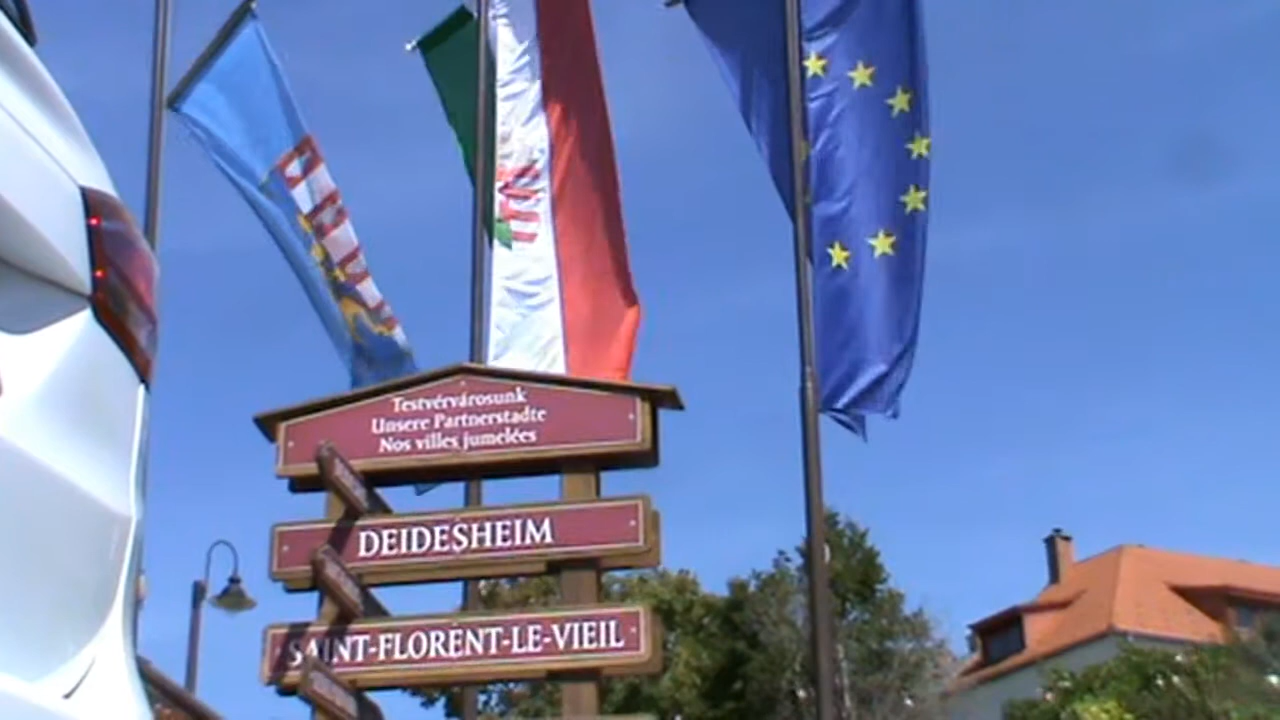 Testvérvárosunk
Unsere Partnerstadte
Nos villes jumelées
DEIDESHEIM
SAINT-FLORENT-LE-VIEIL